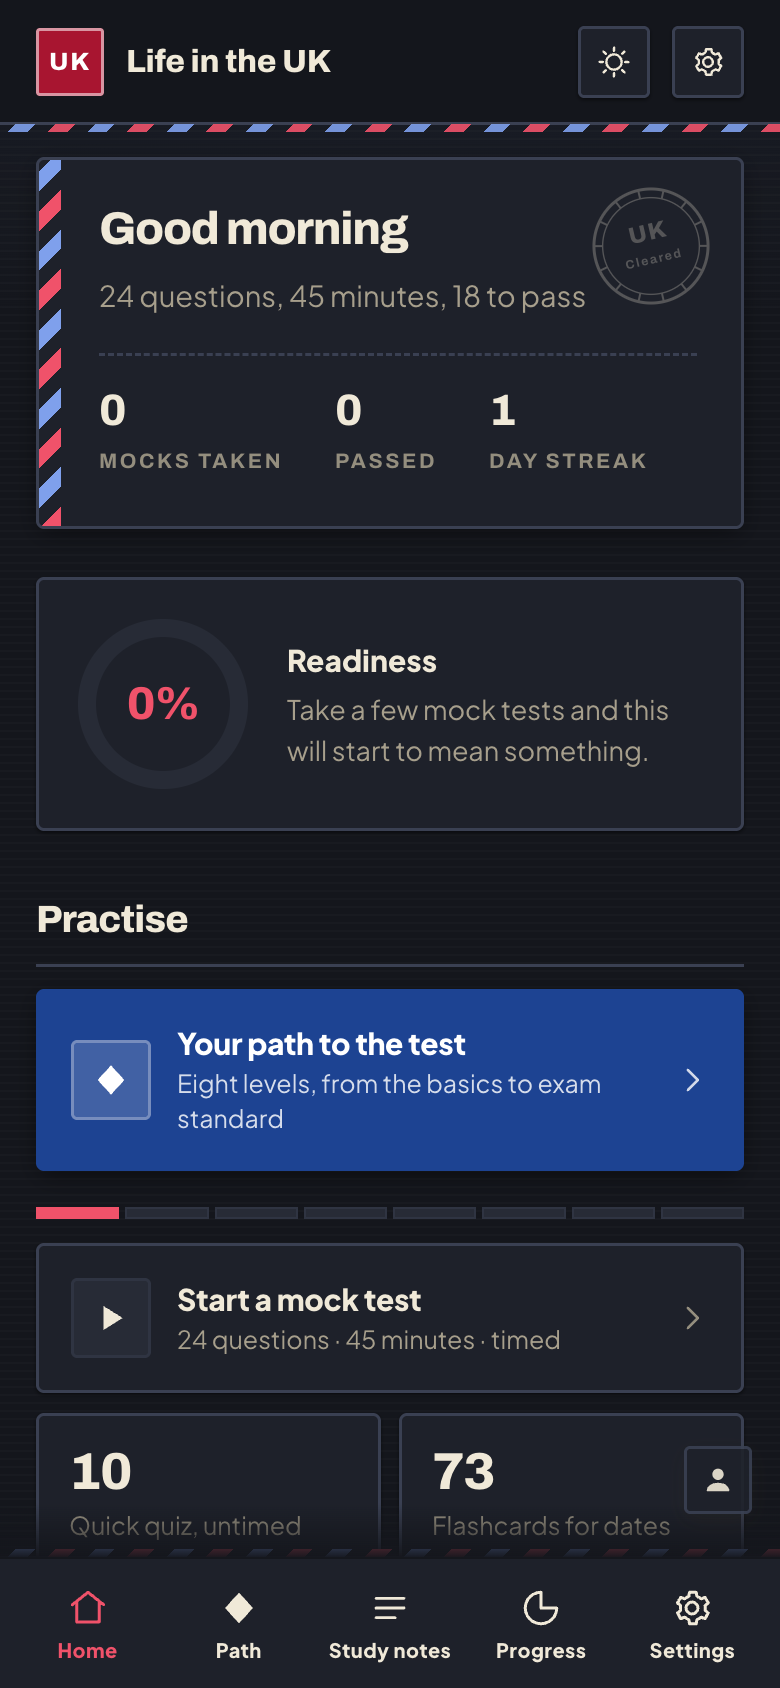 UK
Life in the UK
Good morning
UK
Cleared
24 questions, 45 minutes, 18 to pass
0
MOCKS TAKEN
0
PASSED
1
DAY STREAK
0%
Readiness
Take a few mock tests and this
will start to mean something.
Practise
Your path to the test
Eight levels, from the basics to exam
standard
Start a mock test
24 questions · 45 minutes · timed
10
Quick quiz, untimed
73
Flashcards for dates
Home
Path
Study notes
Progress
Settings